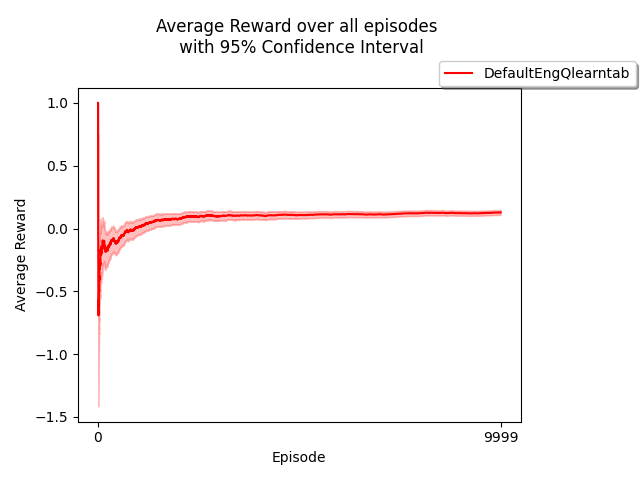 Average Reward over all episodes
with 95% Confidence Interval
DefaultEngQlearntab
1.0
0.5
0.0
−0.5
−1.0
−1.5
Average Reward
0
9999
Episode